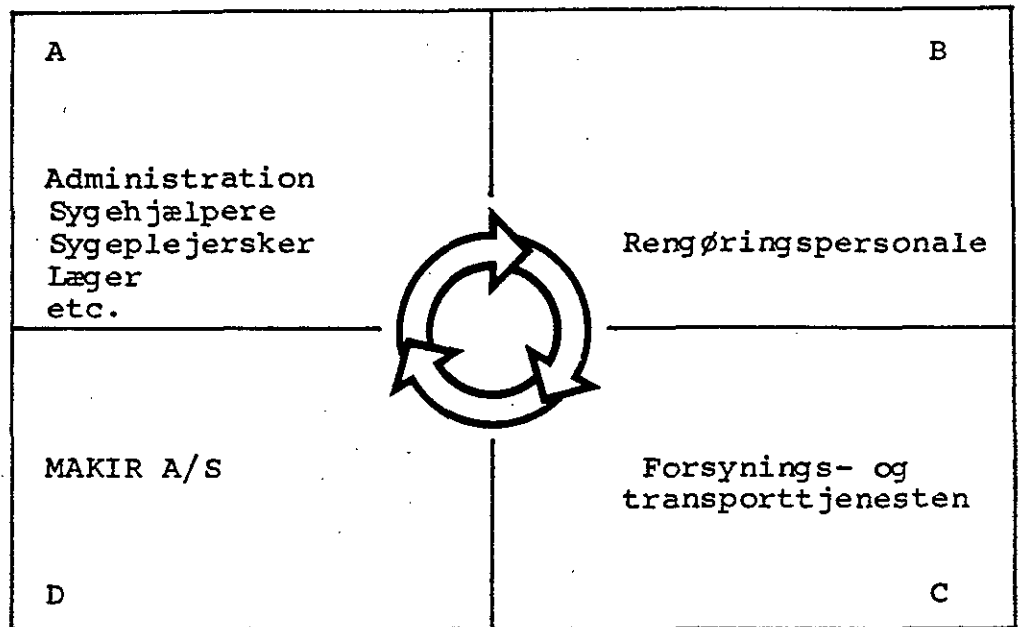 A
B
Administration
Sygehjælpere
Sygeplejersker
Læger
etc.
Rengøringspersonale
MAKIR A/S
Forsynings- og
transporttjenesten
D
C